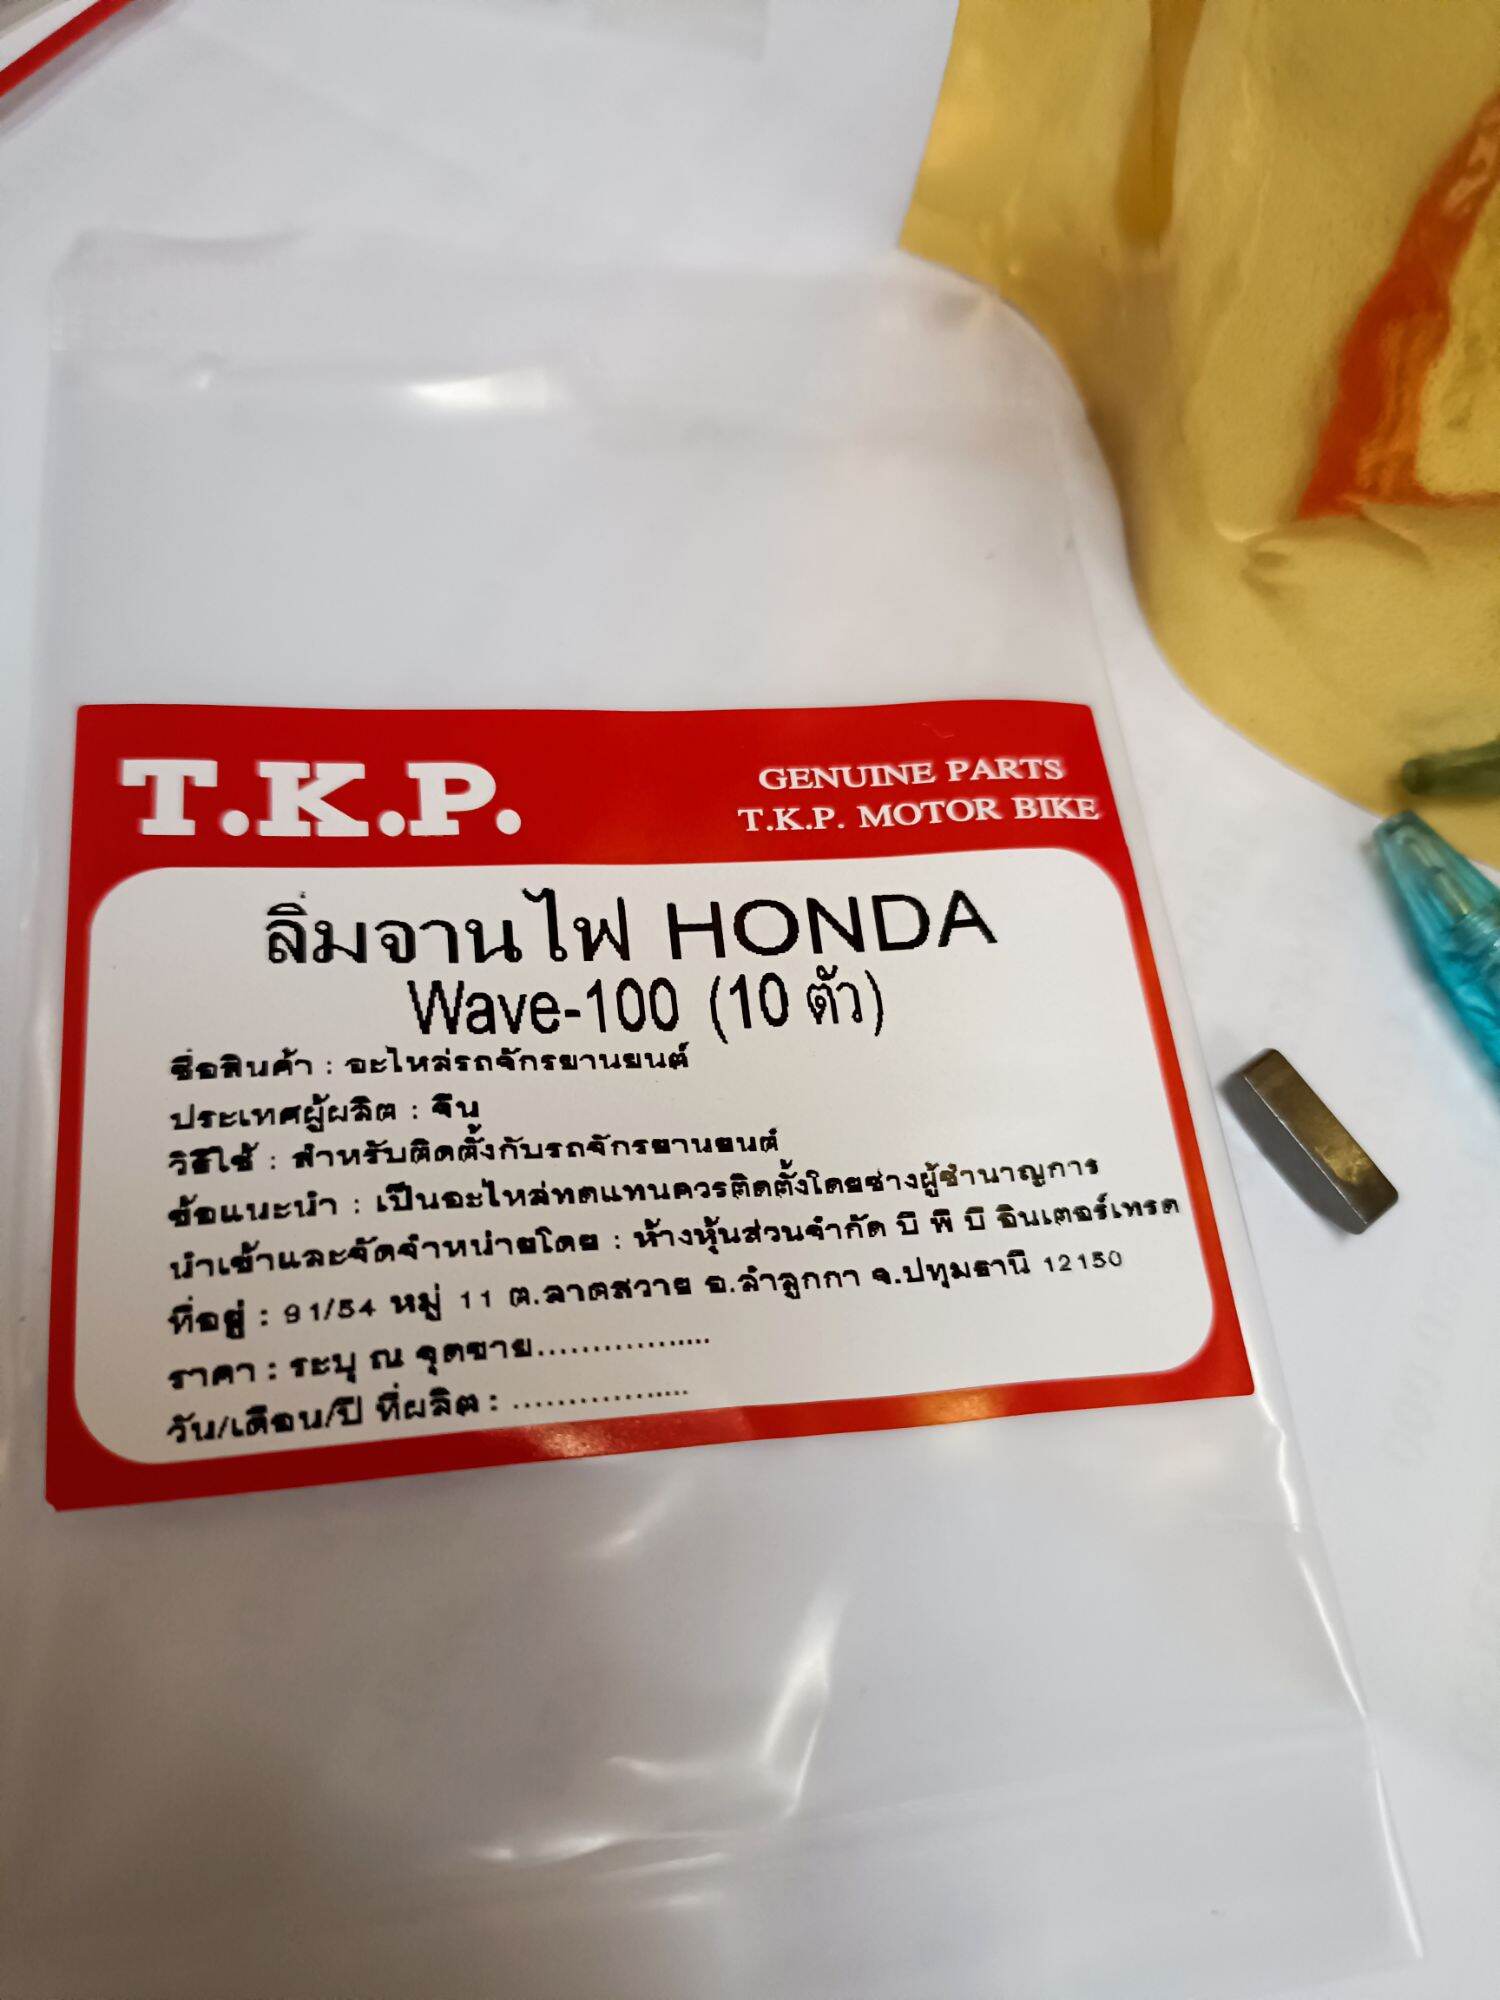 T.K.P.
GENUINE PARTS
T.K.P. MOTOR BIKE
ลิ่มจานไฟ HONDA
Wave-100 (10 ตัว)
ชื่อสินค้า : อะไหล่รถจักรยานยนต์
ประเทศผู้ผลิต : จีน
วิธีใช้ : สำหรับติดตั้งกับรถจักรยานยนต์
ข้อแนะนำ : เป็นอะไหล่ทดแทนควรติดตั้งโดยช่างผู้ชำนาญการ
นำเข้าและจัดจำหน่ายโดย : ห้างหุ้นส่วนจำกัด บี พี บี อินเตอร์เทรด
ที่อยู่ : 91/54 หมู่ 11 ต.ลาดสวาย อ.ลำลูกกา จ.ปทุมธานี 12150
ราคา : ระบุ ณ จุดขาย..................
วัน/เดือน/ปี ที่ผลิต : ..................